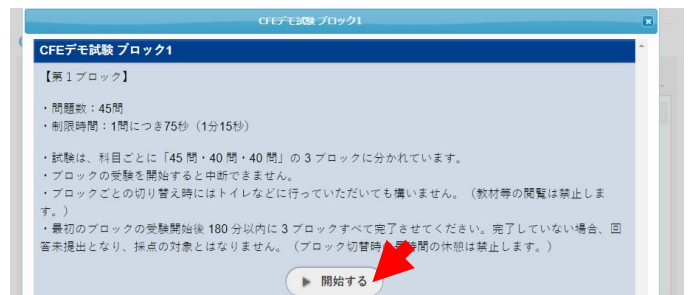 CFEデモ試験 ブロック1
CFEデモ試験 ブロック1
【第１ブロック】
・問題数：45問
・制限時間：1問につき75秒（1分15秒）
・試験は、科目ごとに「45 問・40 問・40 問」の 3 ブロックに分かれています。
・ブロックの受験を開始すると中断できません。
・ブロックごとの切り替え時にはトイレなどに行っていただいても構いません。（教材等の閲覧は禁止しま
す。）
・最初のブロックの受験開始後 180 分以内に 3 ブロックすべて完了させてください。完了していない場合、回
答未提出となり、採点の対象とはなりません。（ブロック切替時 時間の休憩は禁止します。）
開始する